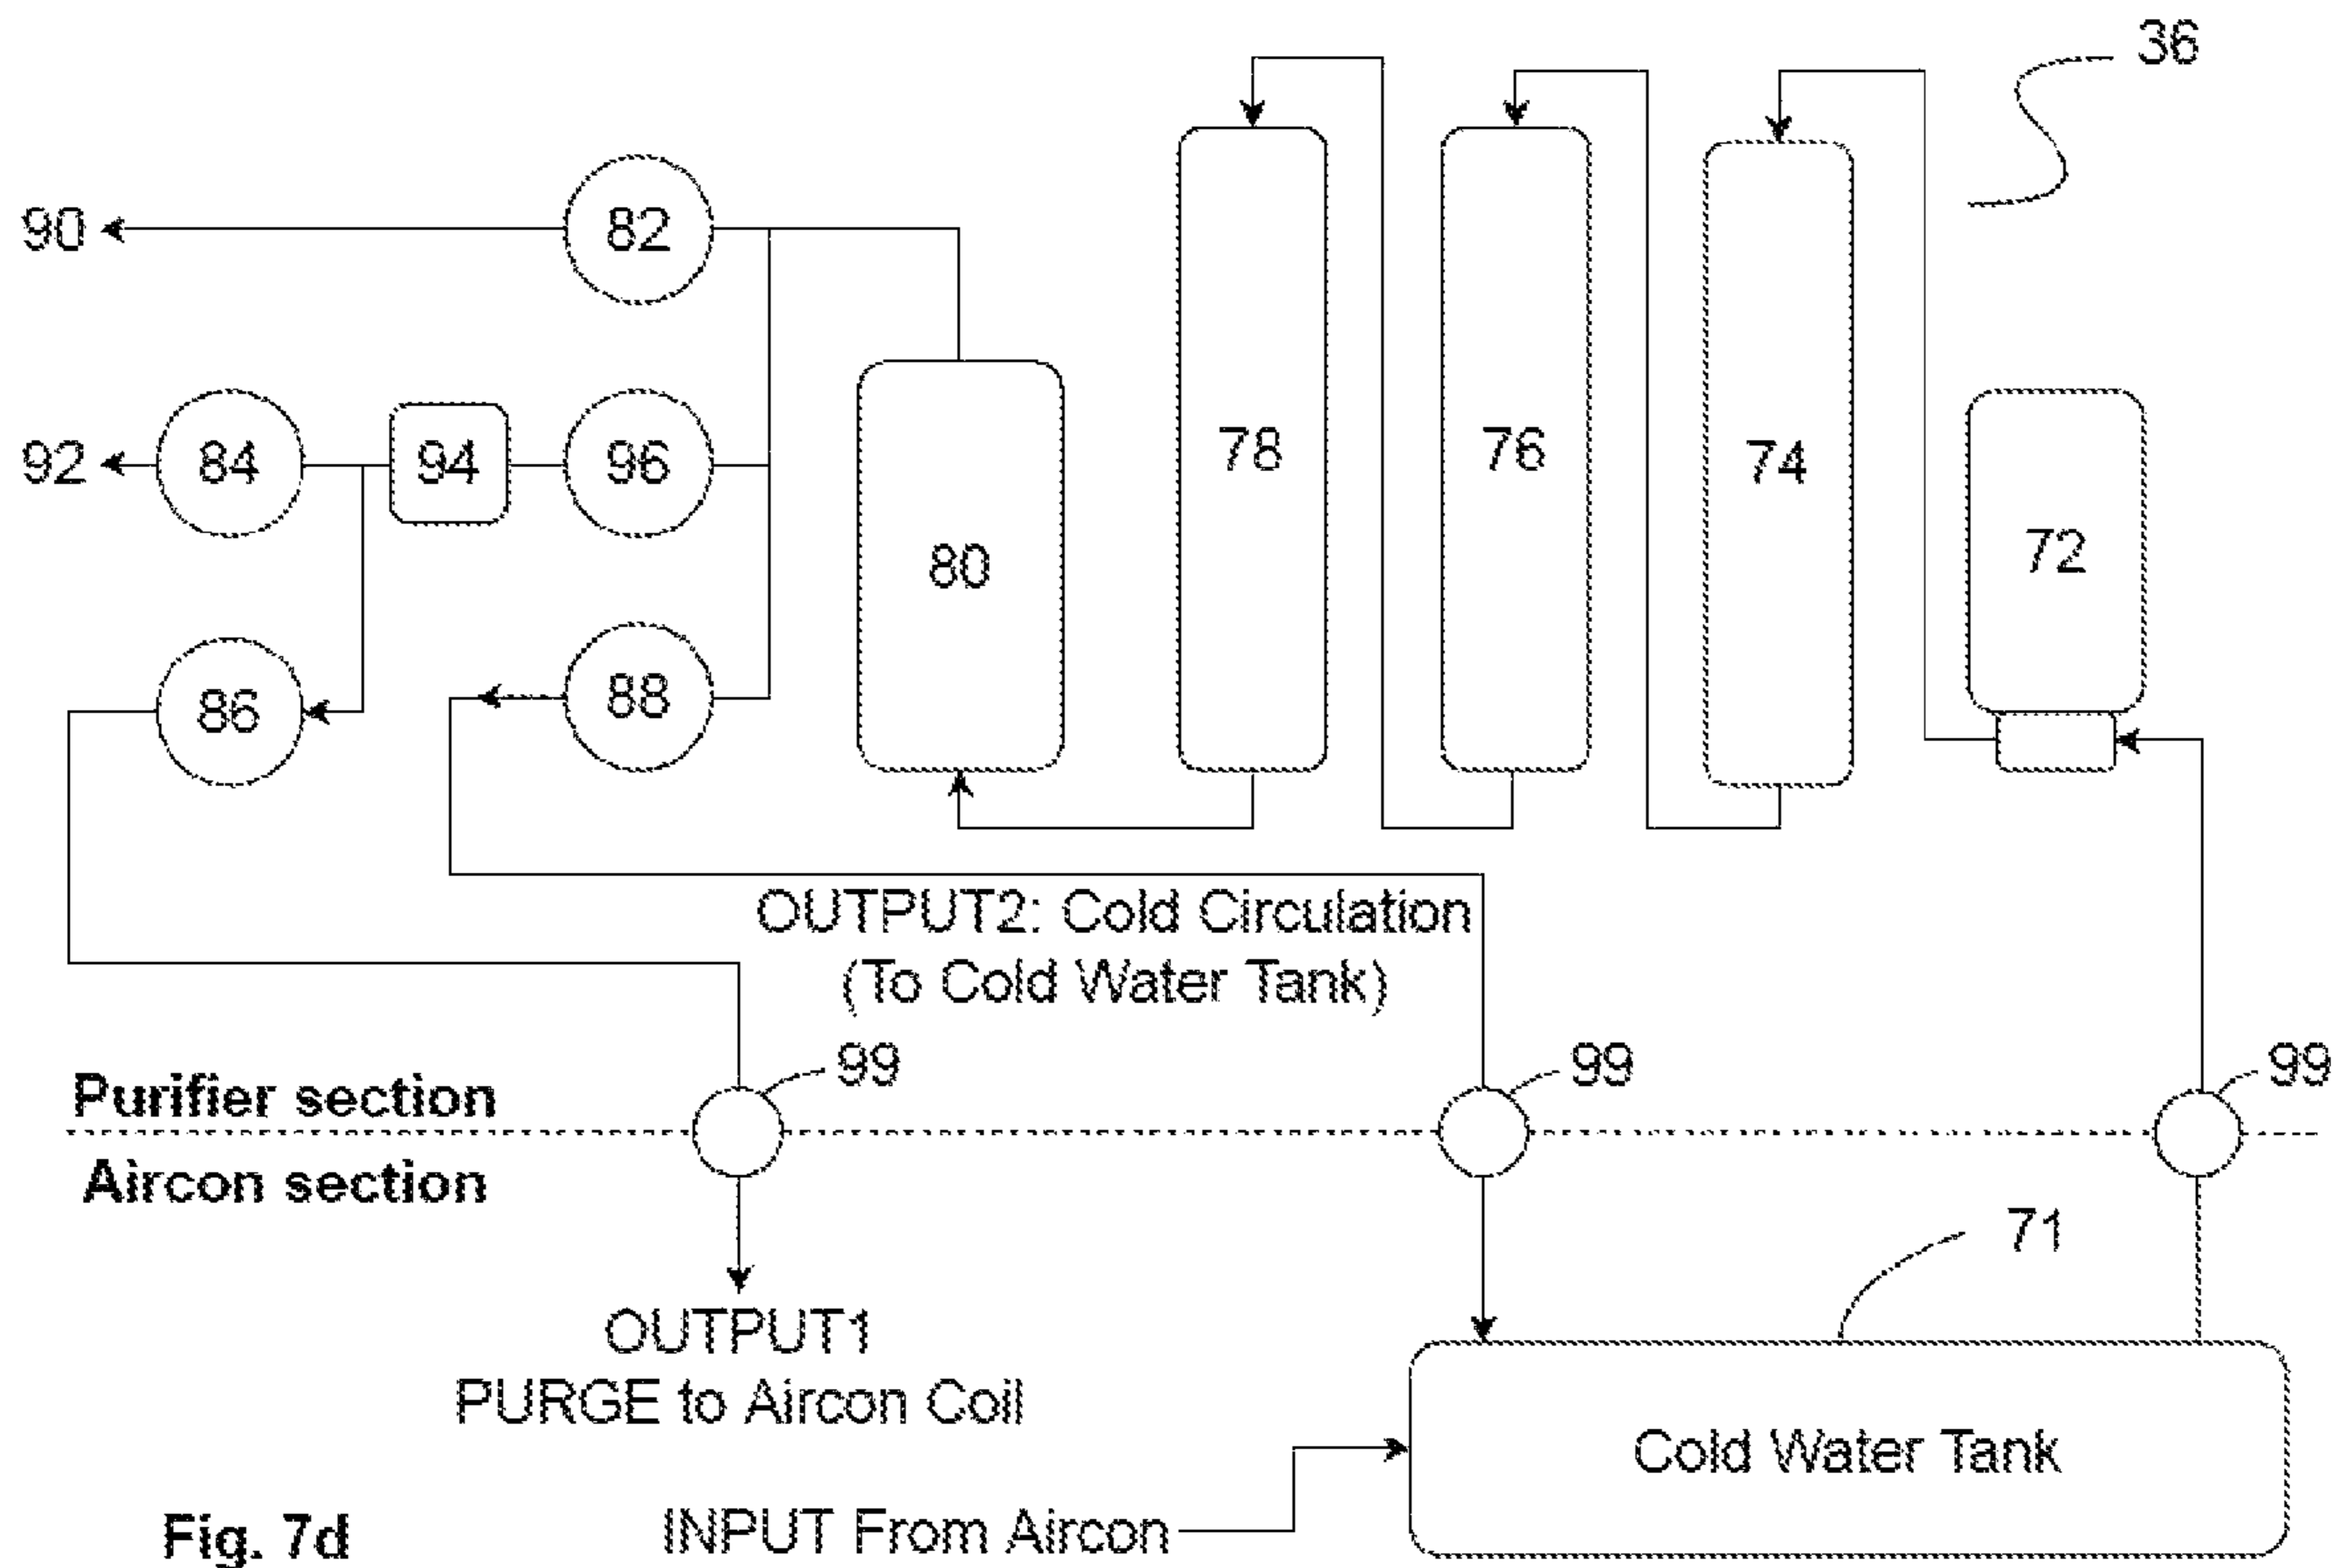 36
90
82
92
84
94
96
78
76
74
72
80
86
88
OUTPUT2: Cold Circulation
(To Cold Water Tank)
99
99
99
Purifier section
Aircon section
71
OUTPUT1
PURGE to Aircon Coil
Cold Water Tank
INPUT From Aircon
Fig. 7d